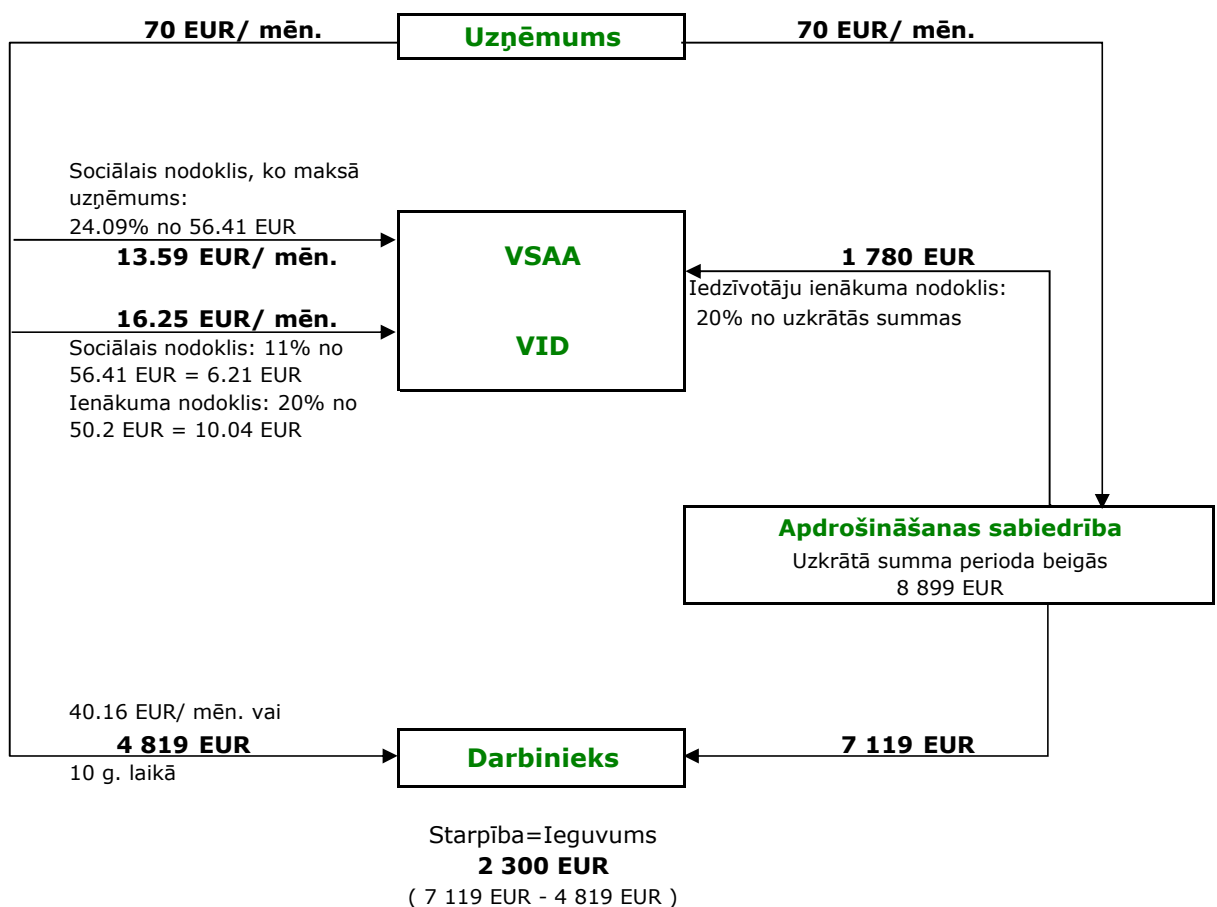 70 EUR/ mēn.
Uzņēmums
70 EUR/ mēn.
Sociālais nodoklis, ko maksā
uzņēmums:
24.09% no 56.41 EUR
13.59 EUR/ mēn.
VSAA
1 780 EUR
Iedzīvotāju ienākuma nodoklis:
20% no uzkrātās summas
16.25 EUR/ mēn.
VID
Sociālais nodoklis: 11% no
56.41 EUR = 6.21 EUR
Ienākuma nodoklis: 20% no
50.2 EUR = 10.04 EUR
Apdrošināšanas sabiedrība
Uzkrātā summa perioda beigās
8 899 EUR
40.16 EUR/ mēn. vai
4 819 EUR
10 g. laikā
Darbinieks
7 119 EUR
Starpība=Ieguvums
2 300 EUR
( 7 119 EUR - 4 819 EUR )